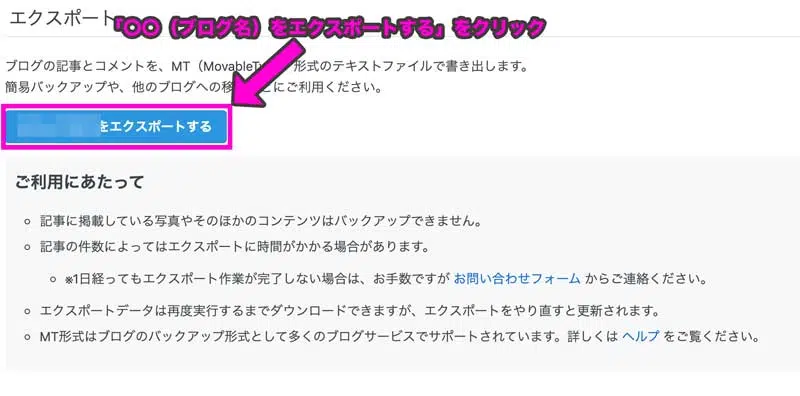 エクスポート
「〇〇（ブログ名）をエクスポートする」をクリック
ブログの記事とコメントを、MT（MovableT 形式のテキストファイルで書き出します。
簡易バックアップや、他のブログへの移 にご利用ください。
をエクスポートする
ご利用にあたって
○ 記事に掲載している写真やそのほかのコンテンツはバックアップできません。
○ 記事の件数によってはエクスポートに時間がかかる場合があります。
○ ※1日経ってもエクスポート作業が完了しない場合は、お手数ですが お問い合わせフォーム からご連絡ください。
○ エクスポートデータは再度実行するまでダウンロードできますが、エクスポートをやり直すと更新されます。
○ MT形式はブログのバックアップ形式として多くのブログサービスでサポートされています。詳しくは ヘルプ をご覧ください。